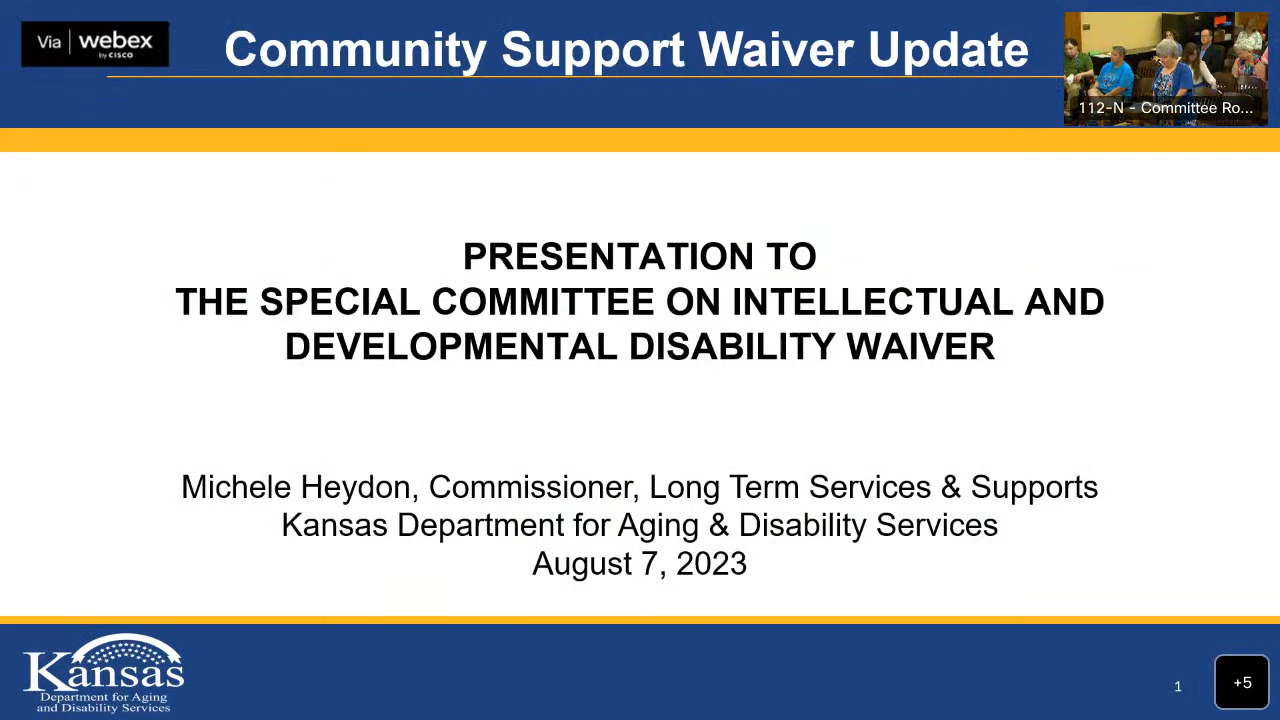 Via webex
by CISCO
Community Support Waiver Update
112-N - Committee Ro...
PRESENTATION TO
THE SPECIAL COMMITTEE ON INTELLECTUAL AND
DEVELOPMENTAL DISABILITY WAIVER
Michele Heydon, Commissioner, Long Term Services & Supports
Kansas Department for Aging & Disability Services
August 7, 2023
Kansas
Department for Aging
and Disability Services
1
+5